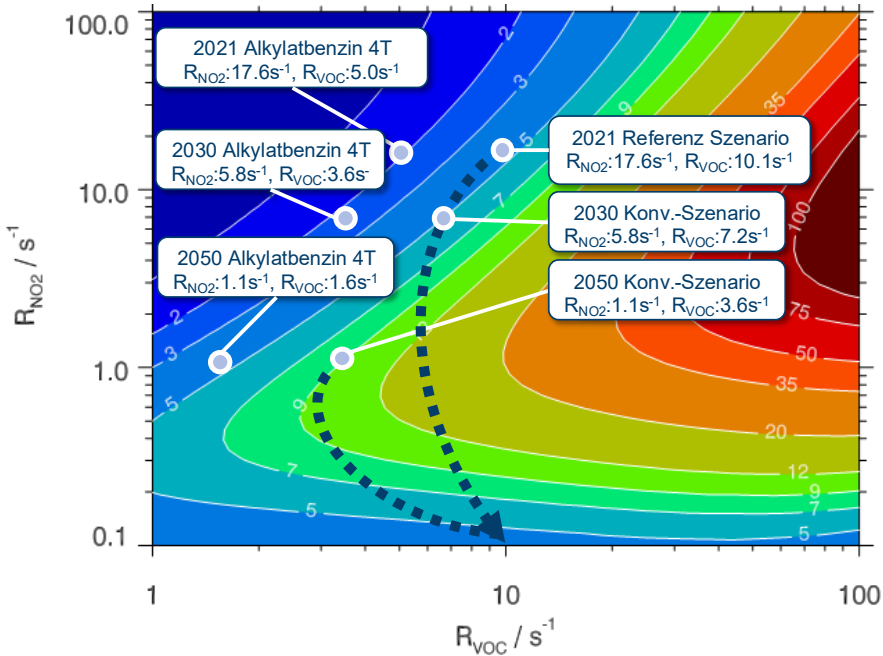 100.0
10.0
1.0
0.1
R_NO2 / s⁻¹
1
10
100
R_VOC / s⁻¹
2021 Alkylatbenzin 4T
R_NO2:17.6s⁻¹, R_VOC:5.0s⁻¹
2030 Alkylatbenzin 4T
R_NO2:5.8s⁻¹, R_VOC:3.6s⁻
2050 Alkylatbenzin 4T
R_NO2:1.1s⁻¹, R_VOC:1.6s⁻¹
2021 Referenz Szenario
R_NO2:17.6s⁻¹, R_VOC:10.1s⁻¹
2030 Konv.-Szenario
R_NO2:5.8s⁻¹, R_VOC:7.2s⁻¹
2050 Konv.-Szenario
R_NO2:1.1s⁻¹, R_VOC:3.6s⁻¹
2
3
5
7
9
35
100
75
50
35
20
12
9
7
5
2
3
5
9
7
5